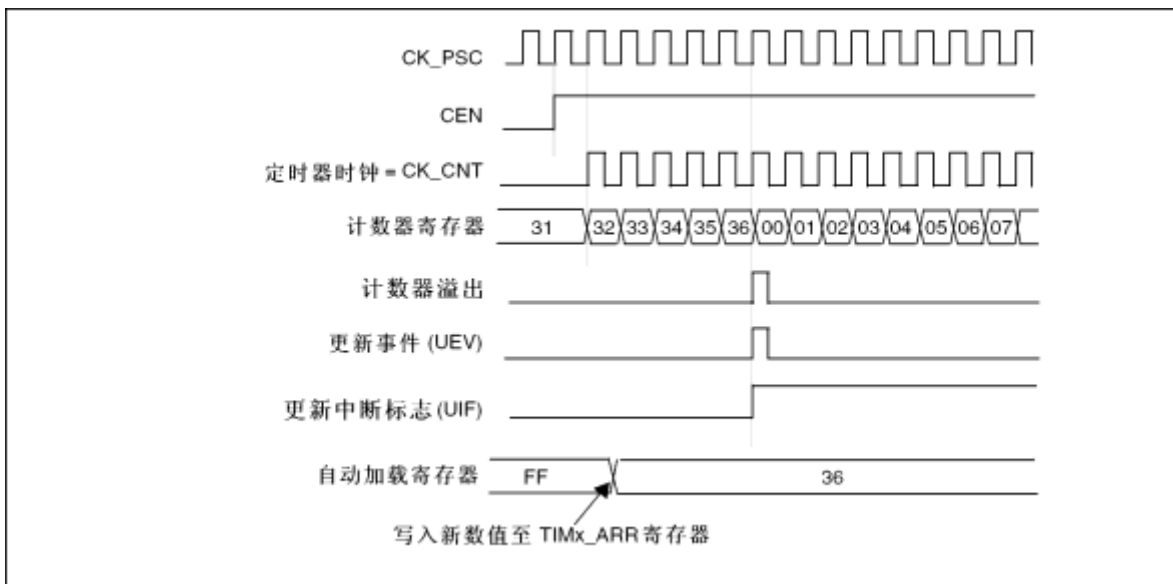 CK_PSC
CEN
定时器时钟 = CK_CNT
计数器寄存器 31 32 33 34 35 36 00 01 02 03 04 05 06 07
计数器溢出
更新事件 (UEV)
更新中断标志 (UIF)
自动加载寄存器 FF 36
写入新数值至 TIMx_ARR 寄存器